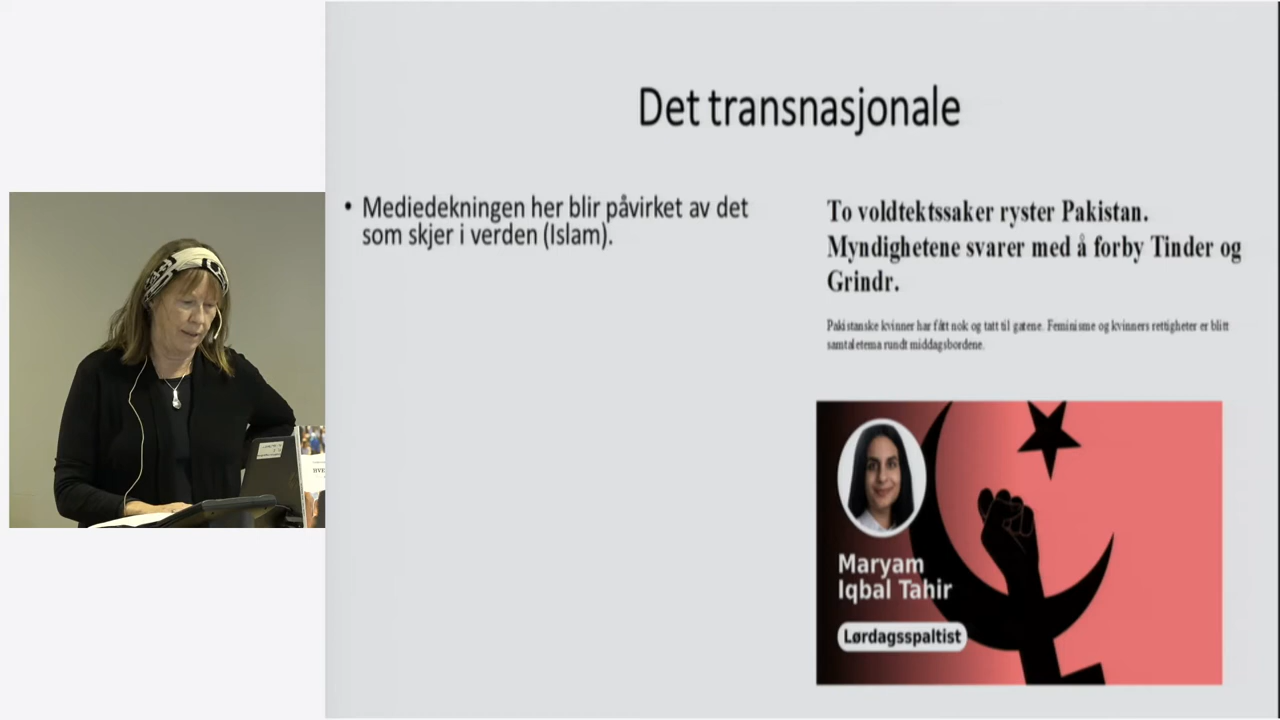 Det transnasjonale
• Mediedekningen her blir påvirket av det
som skjer i verden (Islam).
To voldtektssaker ryster Pakistan.
Myndighetene svarer med å forby Tinder og
Grindr.
Pakistanske kvinner har fått nok og tatt til gatene. Feminisme og kvinners rettigheter er blitt
samtaletema rundt middagsbordene.
Maryam
Iqbal Tahir
Lørdagsspaltist